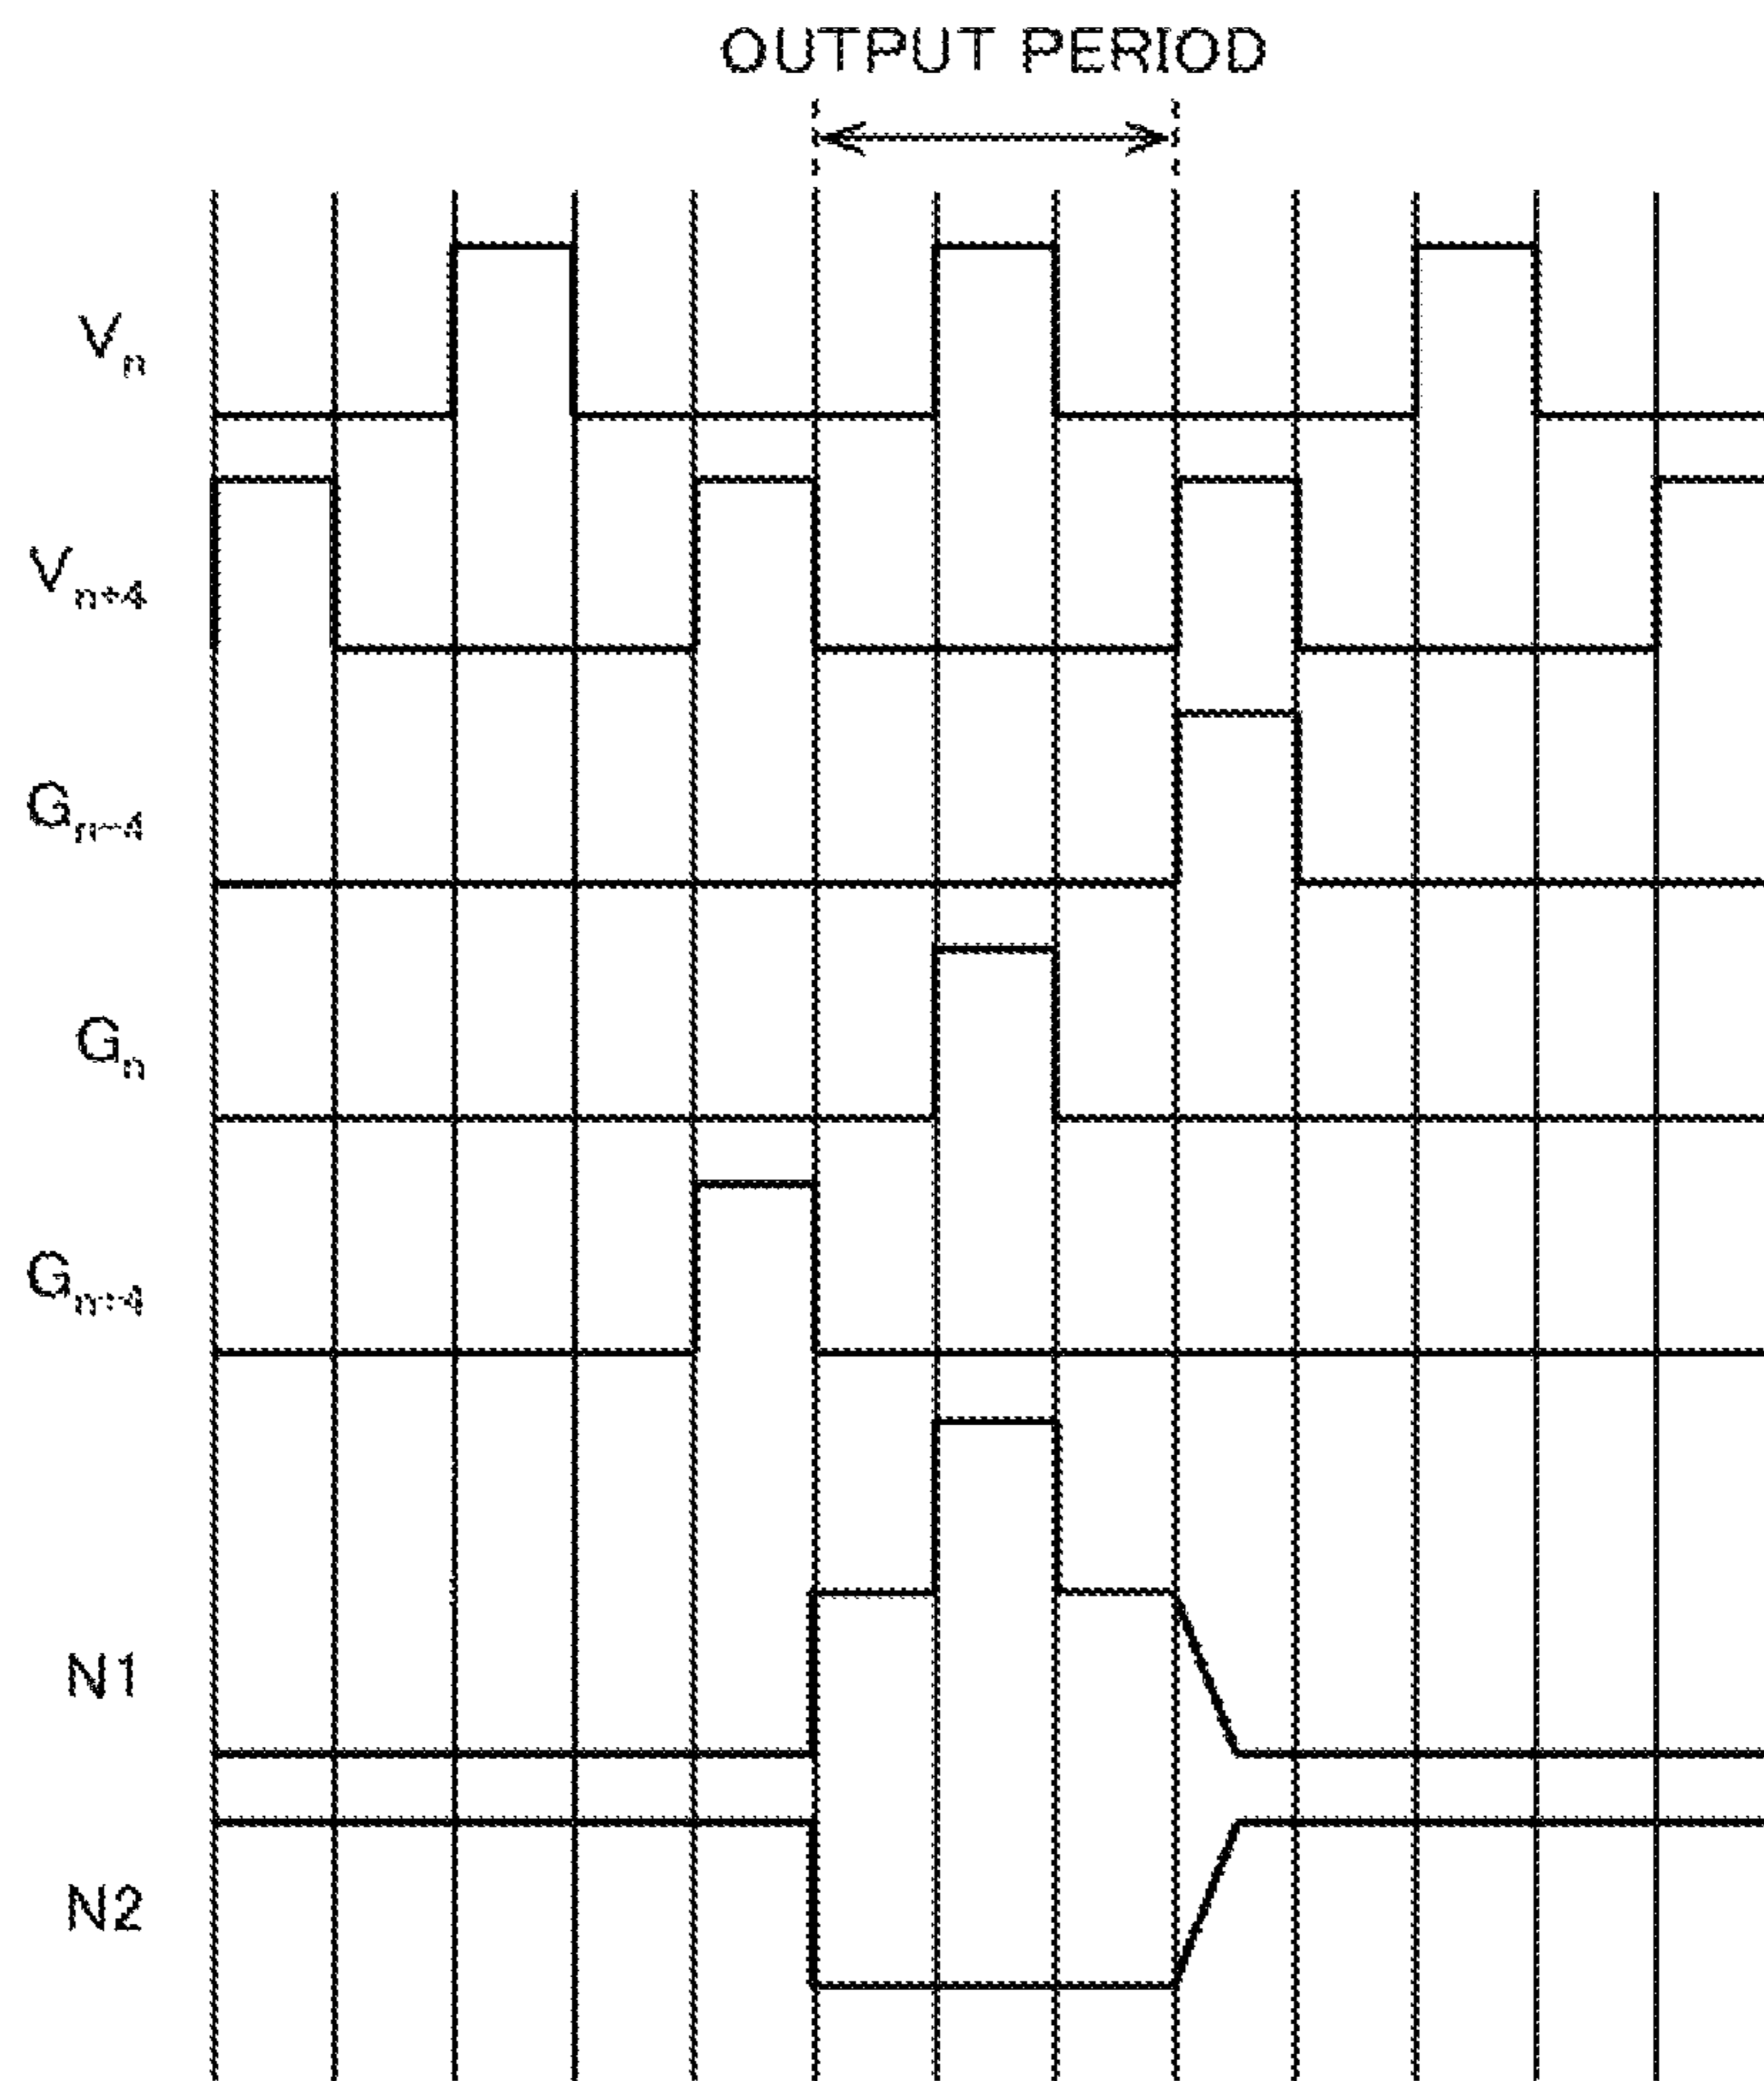 OUTPUT PERIOD
Vn
Vn+4
Gn-4
Gn
Gn+4
N1
N2